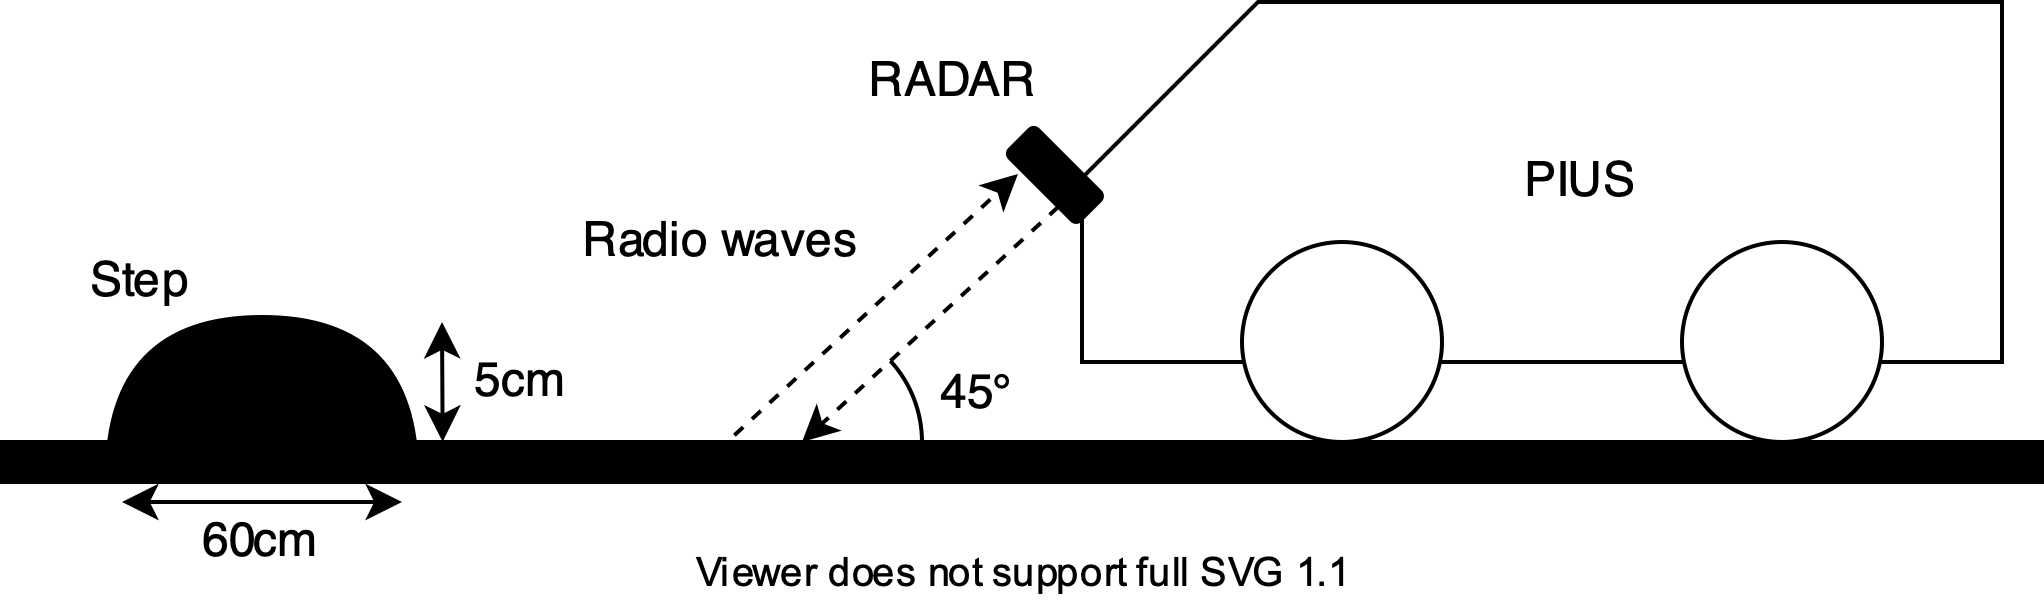 RADAR
PIUS
Radio waves
Step
5cm
45°
60cm
Viewer does not support full SVG 1.1